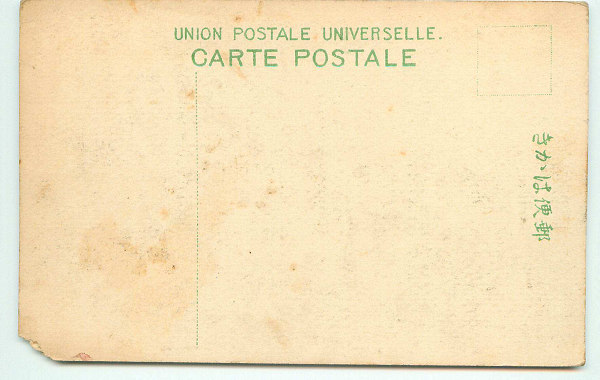 UNION POSTALE UNIVERSELLE.
CARTE POSTALE
郵便はかき